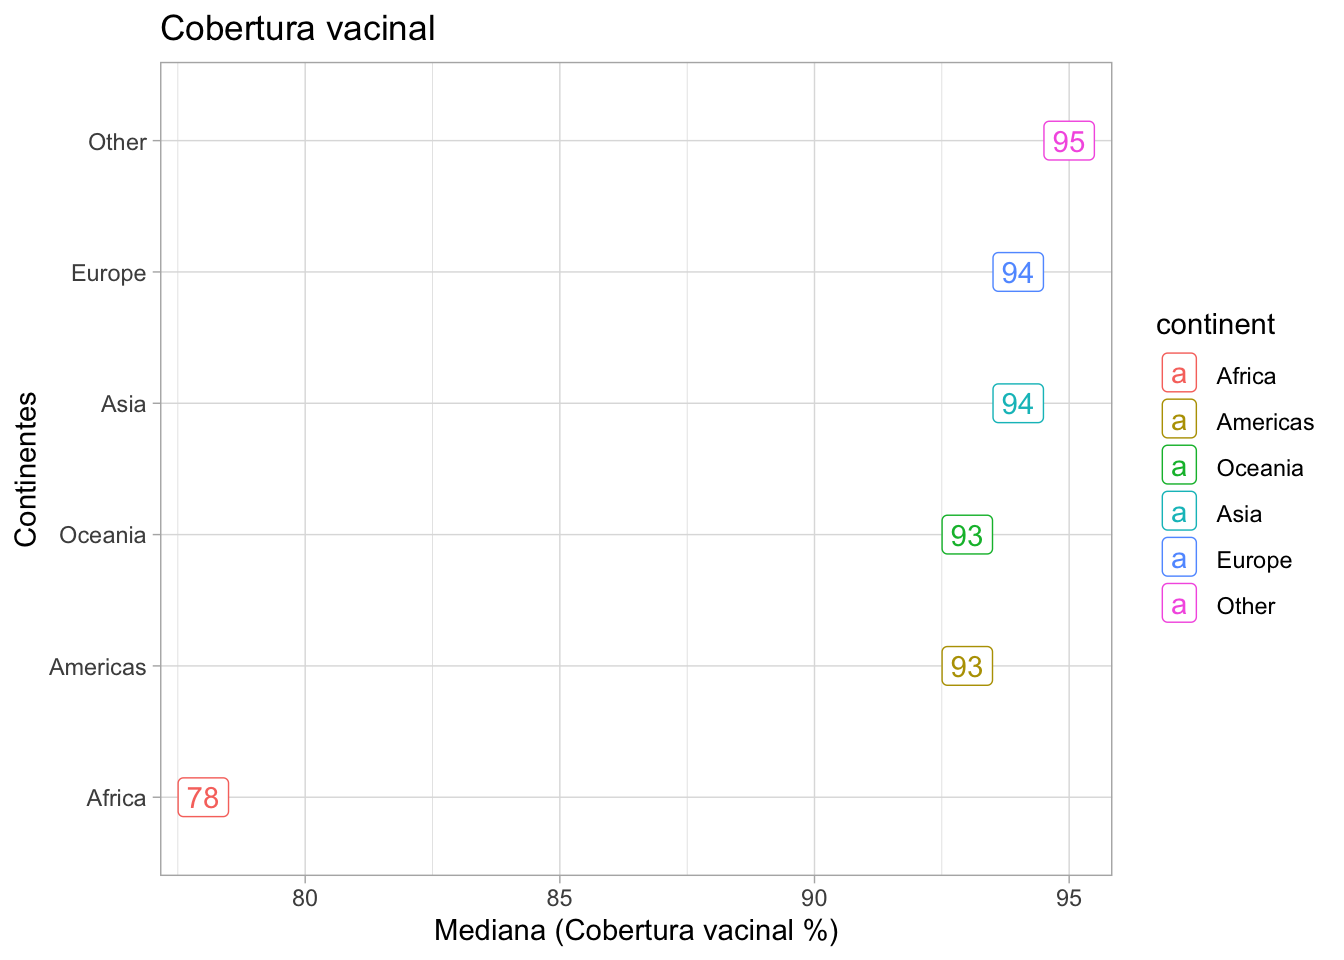 Cobertura vacinal
Other
95
Europe
94
Asia
94
Oceania
93
Americas
93
Africa
78
80
85
90
95
Mediana (Cobertura vacinal %)
Continentes
continent
a Africa
a Americas
a Oceania
a Asia
a Europe
a Other